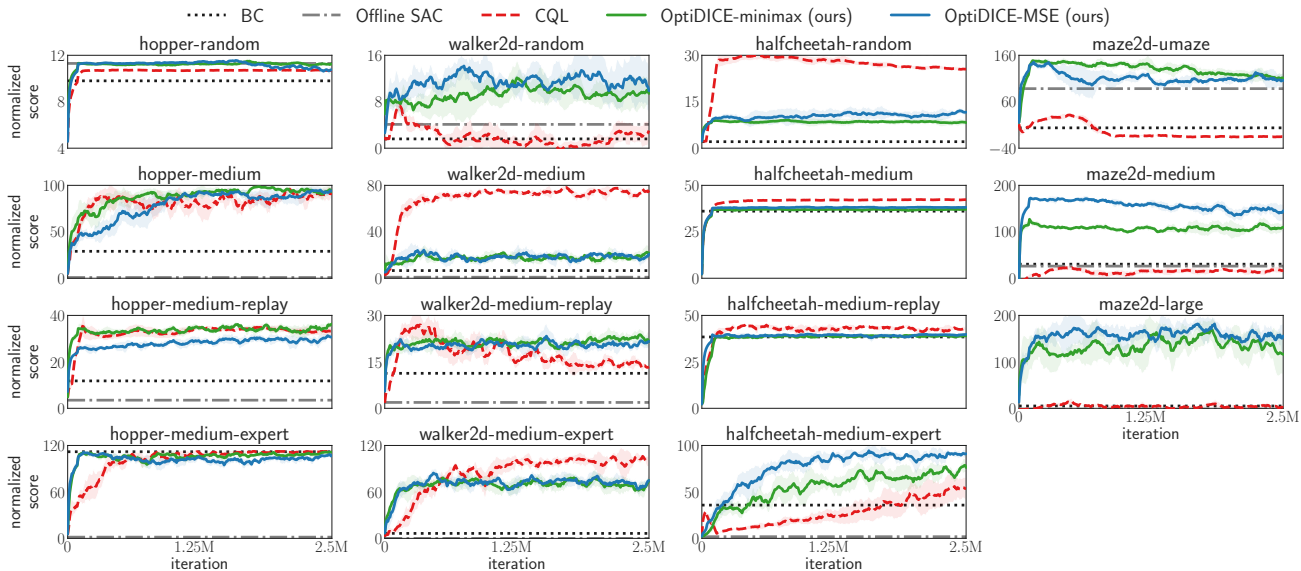 BC Offline SAC CQL OptiDICE-minimax (ours) OptiDICE-MSE (ours)
hopper-random walker2d-random halfcheetah-random maze2d-umaze
normalized
score
12
8
4
16
8
0
30
15
0
160
60
−40
hopper-medium walker2d-medium halfcheetah-medium maze2d-medium
normalized
score
100
50
0
80
40
0
50
25
0
200
100
0
hopper-medium-replay walker2d-medium-replay halfcheetah-medium-replay maze2d-large
normalized
score
40
20
0
30
15
0
50
25
0
200
100
0
0 1.25M 2.5M
iteration
hopper-medium-expert walker2d-medium-expert halfcheetah-medium-expert
normalized
score
120
60
0
120
60
0
100
50
0
0 1.25M 2.5M 0 1.25M 2.5M 0 1.25M 2.5M
iteration iteration iteration